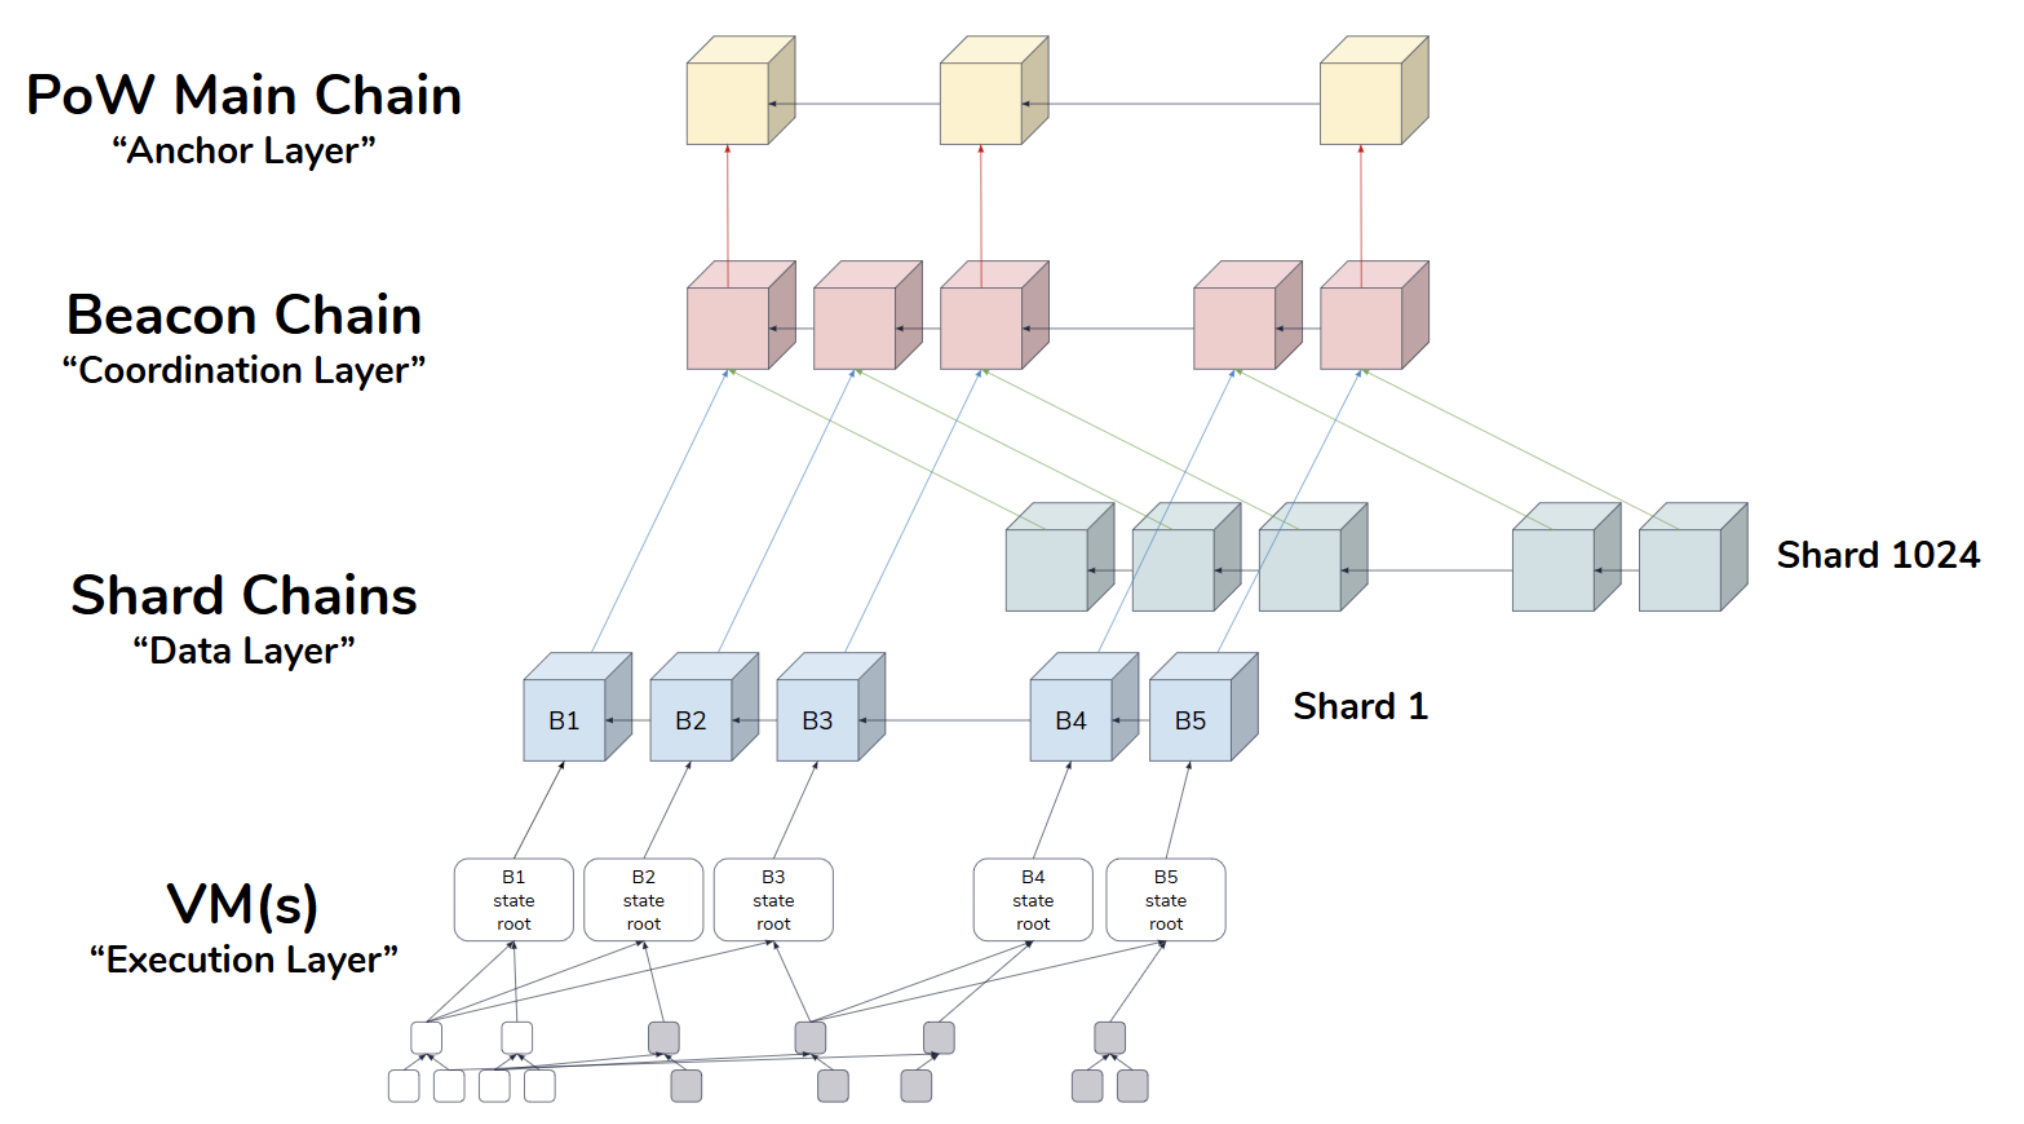 PoW Main Chain
“Anchor Layer”
Beacon Chain
“Coordination Layer”
Shard Chains
“Data Layer”
Shard 1024
Shard 1
B1
B2
B3
B4
B5
VM(s)
“Execution Layer”
B1
state
root
B2
state
root
B3
state
root
B4
state
root
B5
state
root